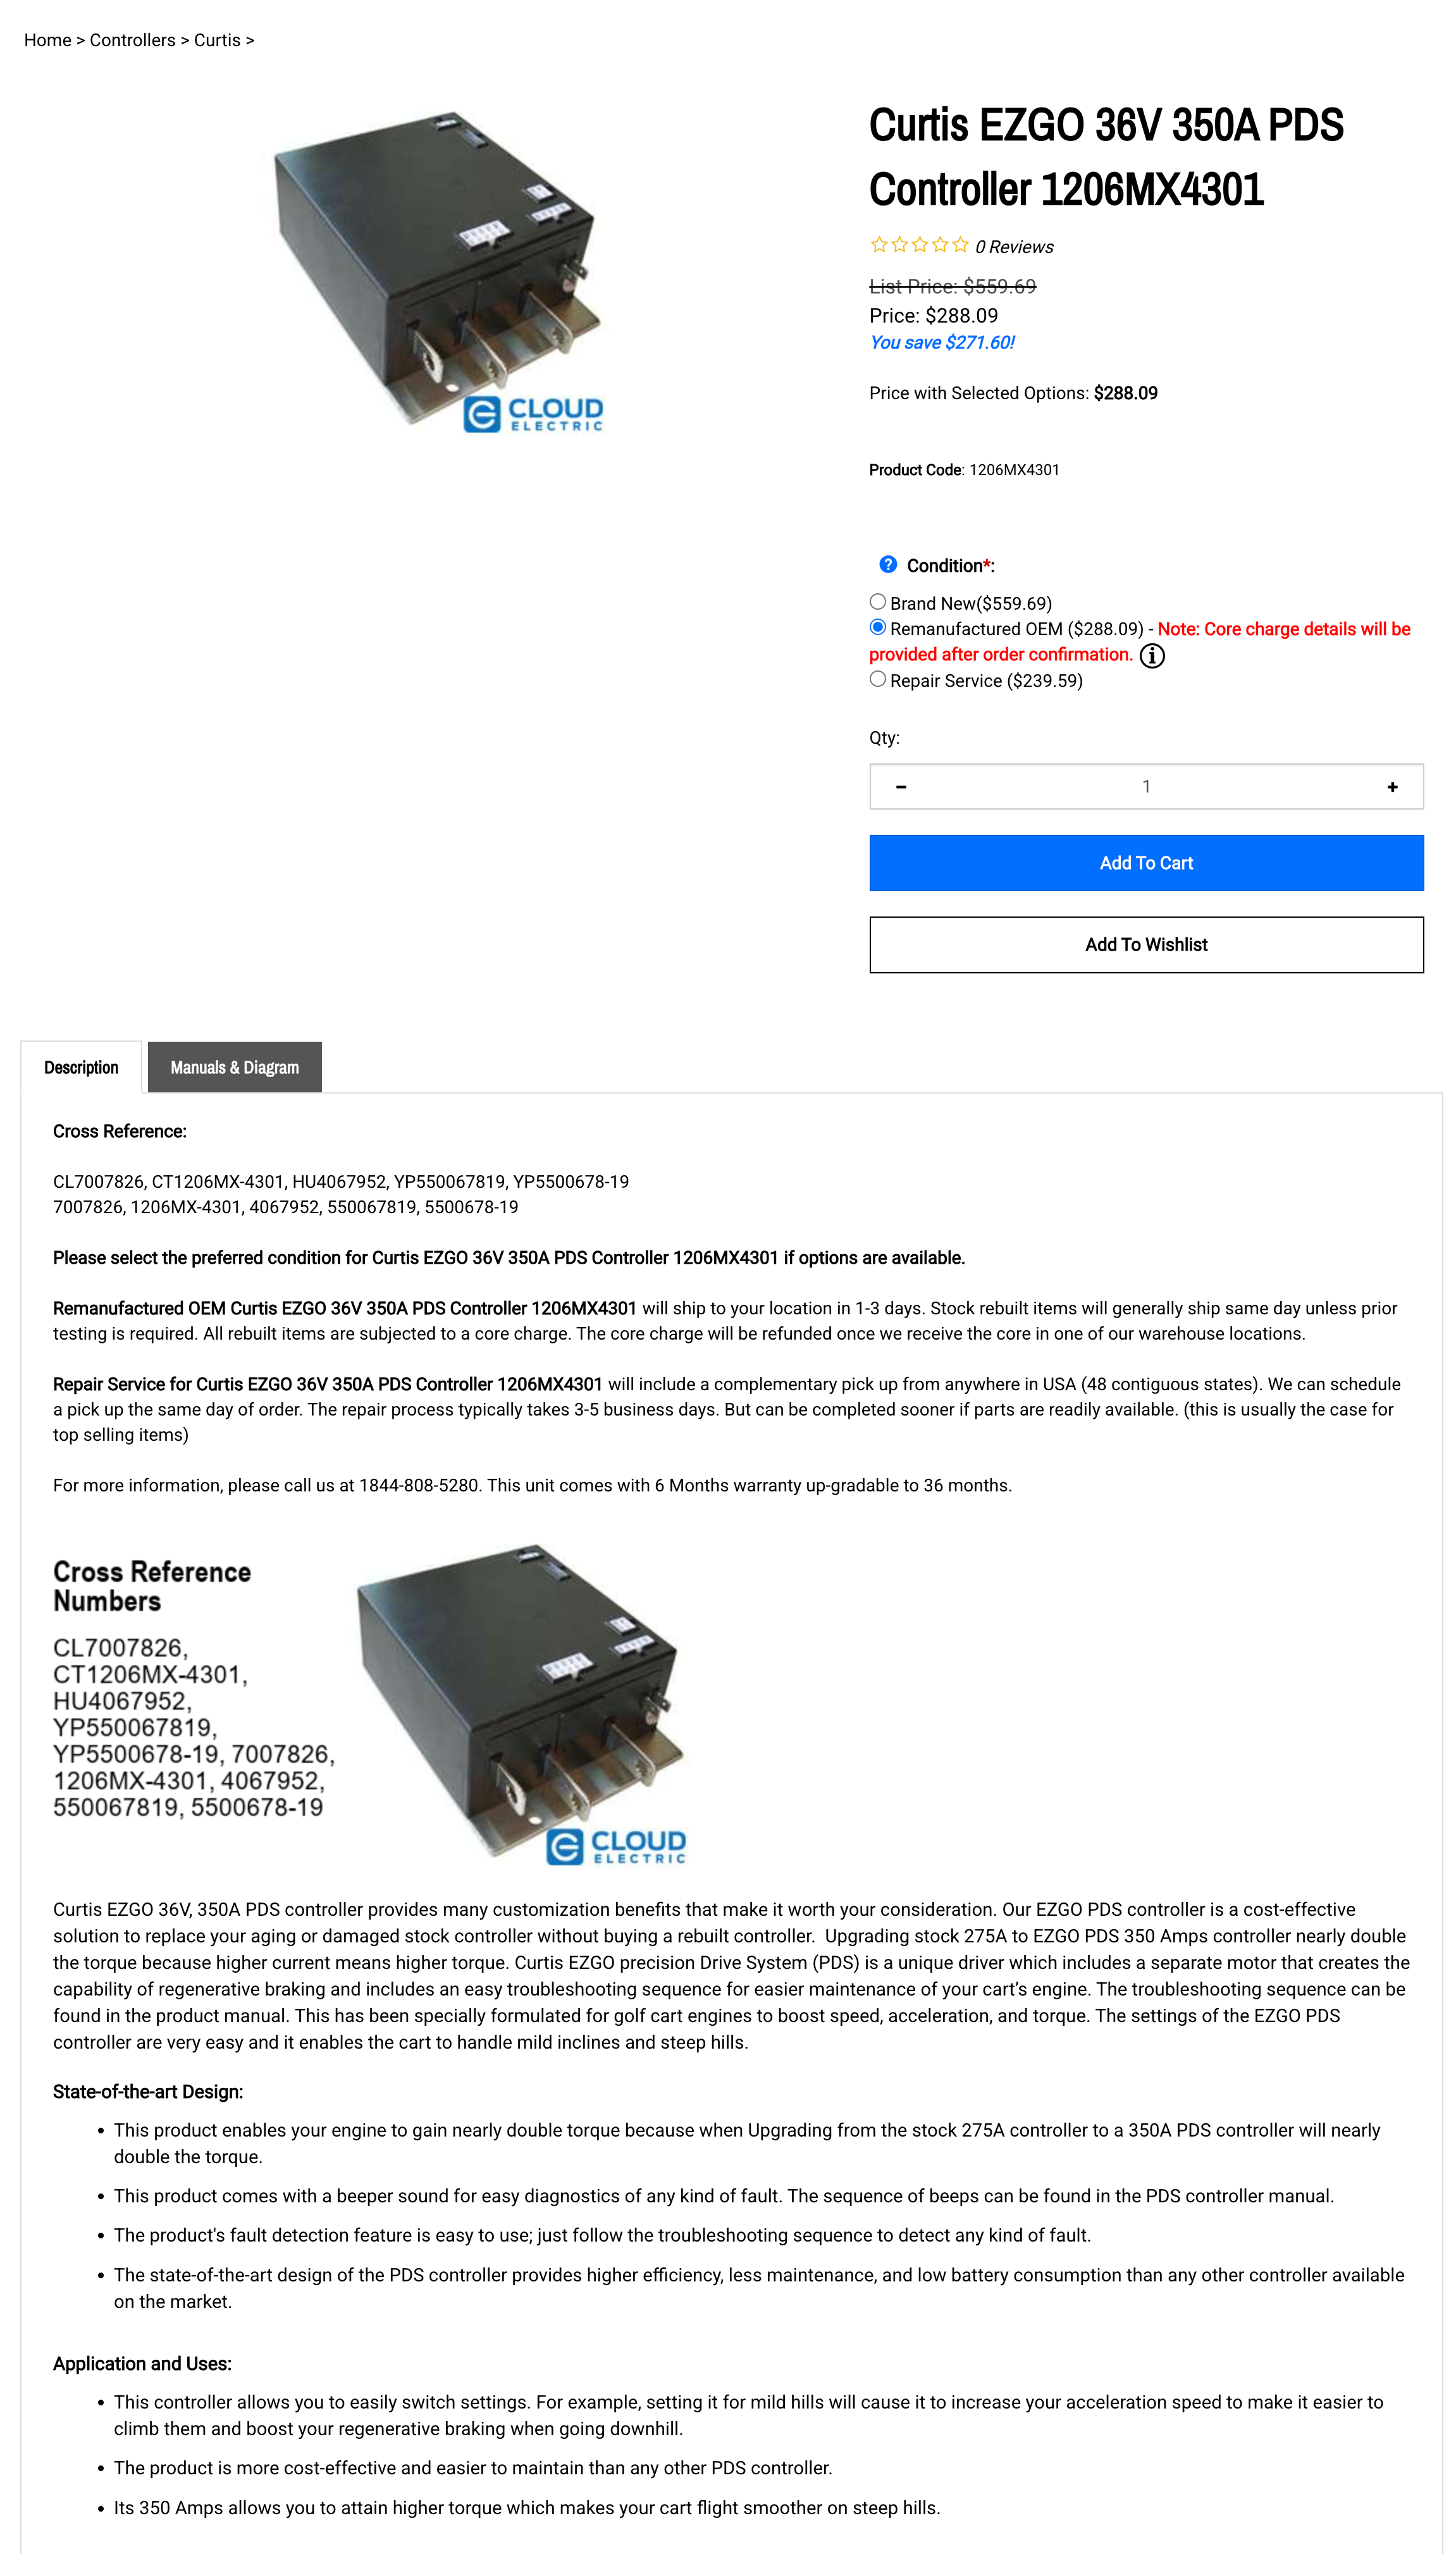 Home > Controllers > Curtis >
CLOUD
ELECTRIC
Curtis EZGO 36V 350A PDS
Controller 1206MX4301
0 Reviews
List Price: $559.69
Price: $288.09
You save $271.60!
Price with Selected Options: $288.09
Product Code: 1206MX4301
? Condition*:
Brand New($559.69)
Remanufactured OEM ($288.09) - Note: Core charge details will be
provided after order confirmation. i
Repair Service ($239.59)
Qty:
− 1 +
Add To Cart
Add To Wishlist
Description Manuals & Diagram
Cross Reference:
CL7007826, CT1206MX-4301, HU4067952, YP550067819, YP5500678-19
7007826, 1206MX-4301, 4067952, 550067819, 5500678-19
Please select the preferred condition for Curtis EZGO 36V 350A PDS Controller 1206MX4301 if options are available.
Remanufactured OEM Curtis EZGO 36V 350A PDS Controller 1206MX4301 will ship to your location in 1-3 days. Stock rebuilt items will generally ship same day unless prior
testing is required. All rebuilt items are subjected to a core charge. The core charge will be refunded once we receive the core in one of our warehouse locations.
Repair Service for Curtis EZGO 36V 350A PDS Controller 1206MX4301 will include a complementary pick up from anywhere in USA (48 contiguous states). We can schedule
a pick up the same day of order. The repair process typically takes 3-5 business days. But can be completed sooner if parts are readily available. (this is usually the case for
top selling items)
For more information, please call us at 1844-808-5280. This unit comes with 6 Months warranty up-gradable to 36 months.
Cross Reference
Numbers
CL7007826,
CT1206MX-4301,
HU4067952,
YP550067819,
YP5500678-19, 7007826,
1206MX-4301, 4067952,
550067819, 5500678-19
CLOUD
ELECTRIC
Curtis EZGO 36V, 350A PDS controller provides many customization benefits that make it worth your consideration. Our EZGO PDS controller is a cost-effective
solution to replace your aging or damaged stock controller without buying a rebuilt controller.  Upgrading stock 275A to EZGO PDS 350 Amps controller nearly double
the torque because higher current means higher torque. Curtis EZGO precision Drive System (PDS) is a unique driver which includes a separate motor that creates the
capability of regenerative braking and includes an easy troubleshooting sequence for easier maintenance of your cart’s engine. The troubleshooting sequence can be
found in the product manual. This has been specially formulated for golf cart engines to boost speed, acceleration, and torque. The settings of the EZGO PDS
controller are very easy and it enables the cart to handle mild inclines and steep hills.
State-of-the-art Design:
• This product enables your engine to gain nearly double torque because when Upgrading from the stock 275A controller to a 350A PDS controller will nearly
double the torque.
• This product comes with a beeper sound for easy diagnostics of any kind of fault. The sequence of beeps can be found in the PDS controller manual.
• The product's fault detection feature is easy to use; just follow the troubleshooting sequence to detect any kind of fault.
• The state-of-the-art design of the PDS controller provides higher efficiency, less maintenance, and low battery consumption than any other controller available
on the market.
Application and Uses:
• This controller allows you to easily switch settings. For example, setting it for mild hills will cause it to increase your acceleration speed to make it easier to
climb them and boost your regenerative braking when going downhill.
• The product is more cost-effective and easier to maintain than any other PDS controller.
• Its 350 Amps allows you to attain higher torque which makes your cart flight smoother on steep hills.